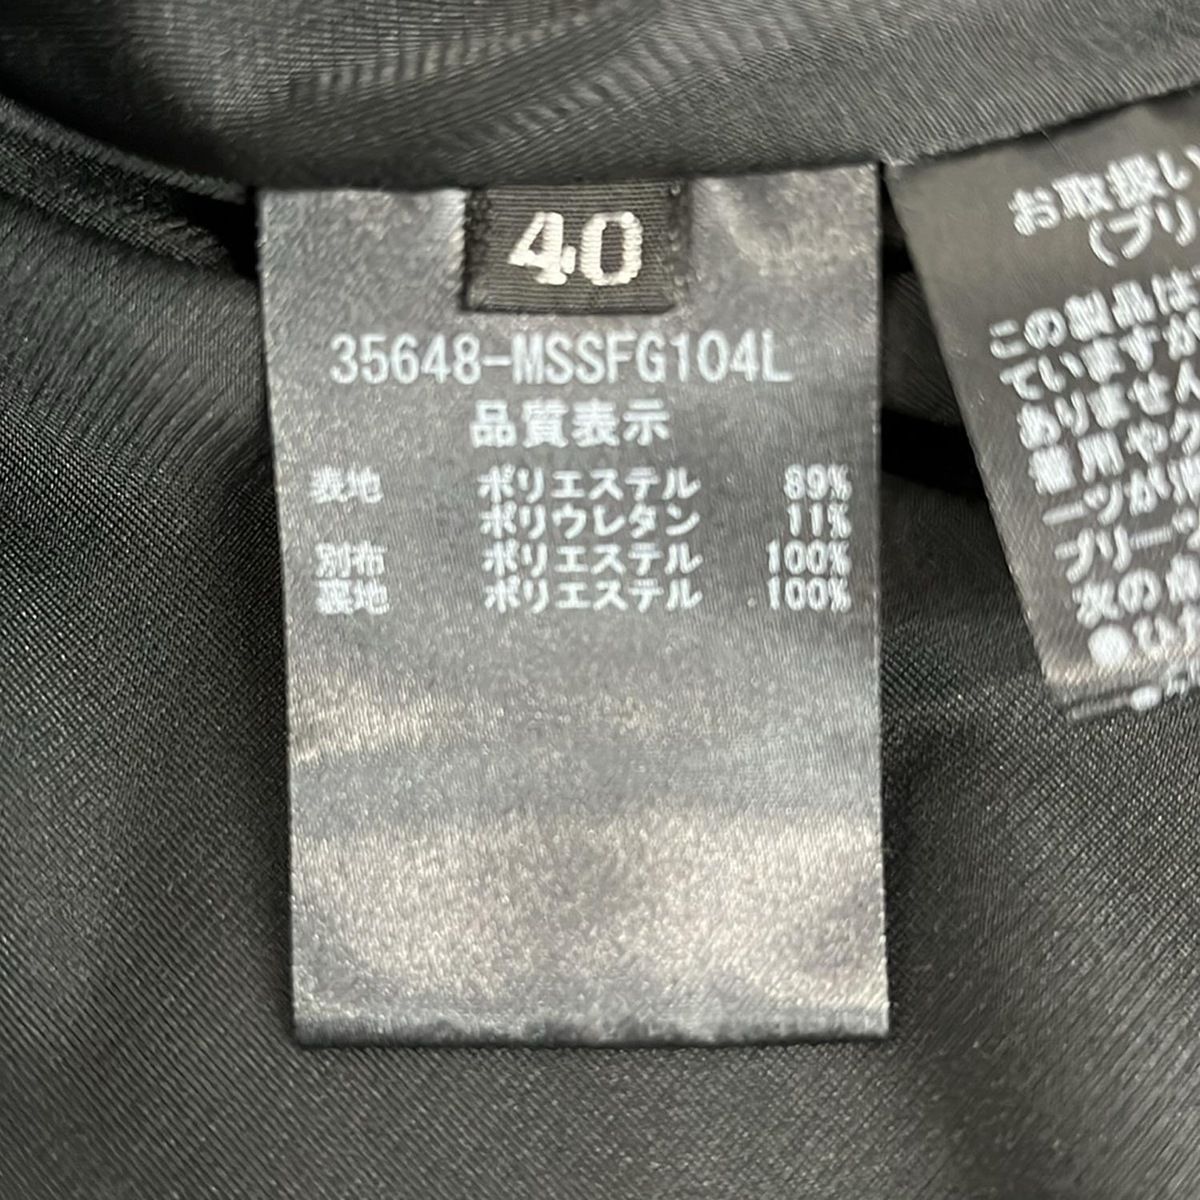 40
35648-MSSFG104L
品質表示
表地 ポリエステル 89%
ポリウレタン 11%
別布 ポリエステル 100%
裏地 ポリエステル 100%
お取扱い
(プリ
この製品は
ていますが
ありません
着用やク
ーツが消
プリーツ
次の点
●ひ